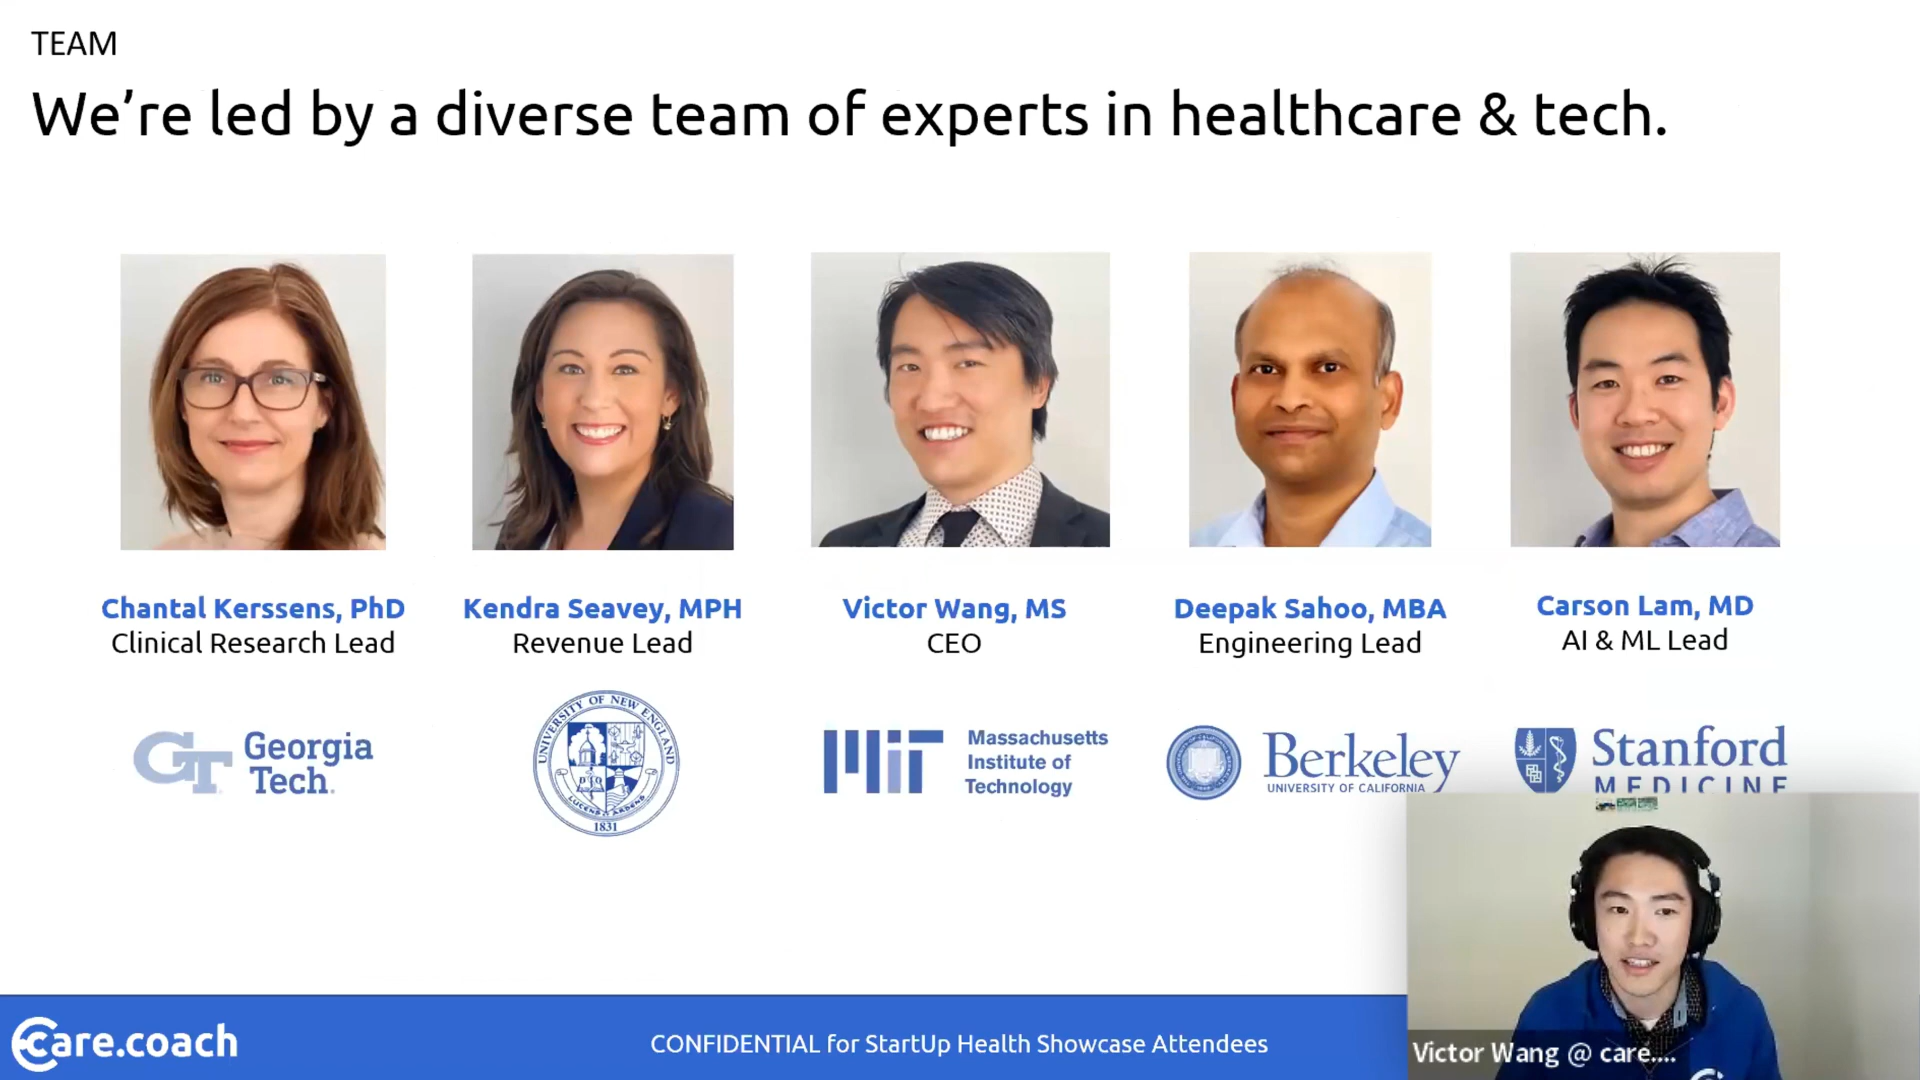 TEAM
We're led by a diverse team of experts in healthcare & tech.
Chantal Kerssens, PhD
Clinical Research Lead
Georgia
Tech
Kendra Seavey, MPH
Revenue Lead
UNIVERSITY OF NEW ENGLAND
1831
Victor Wang, MS
CEO
MiT
Massachusetts
Institute of
Technology
Deepak Sahoo, MBA
Engineering Lead
Berkeley
UNIVERSITY OF CALIFORNIA
Carson Lam, MD
AI & ML Lead
Stanford
MEDICINE
care.coach
CONFIDENTIAL for StartUp Health Showcase Attendees
Victor Wang @ care....